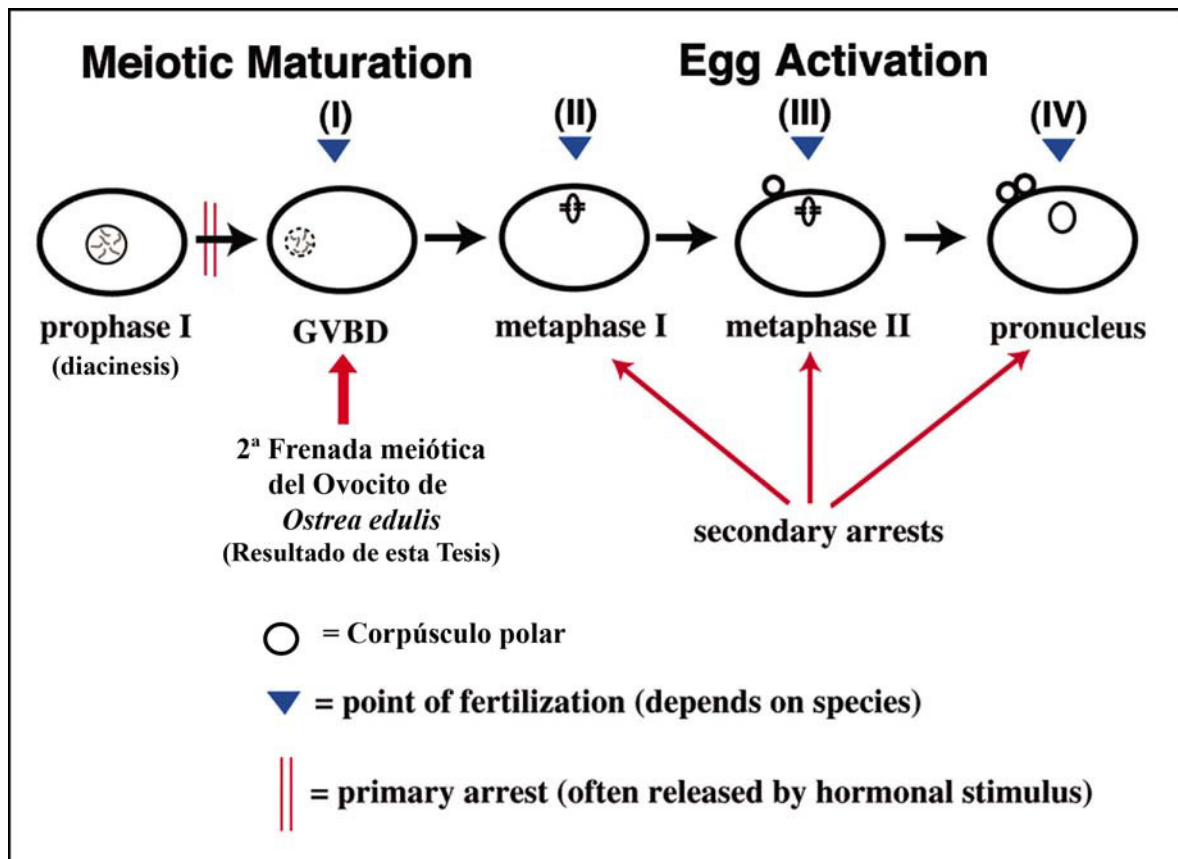 Meiotic Maturation
Egg Activation
(I)
(II)
(III)
(IV)
prophase I
(diacinesis)
GVBD
metaphase I
metaphase II
pronucleus
2ª Frenada meiótica
del Ovocito de
Ostrea edulis
(Resultado de esta Tesis)
secondary arrests
= Corpúsculo polar
= point of fertilization (depends on species)
= primary arrest (often released by hormonal stimulus)